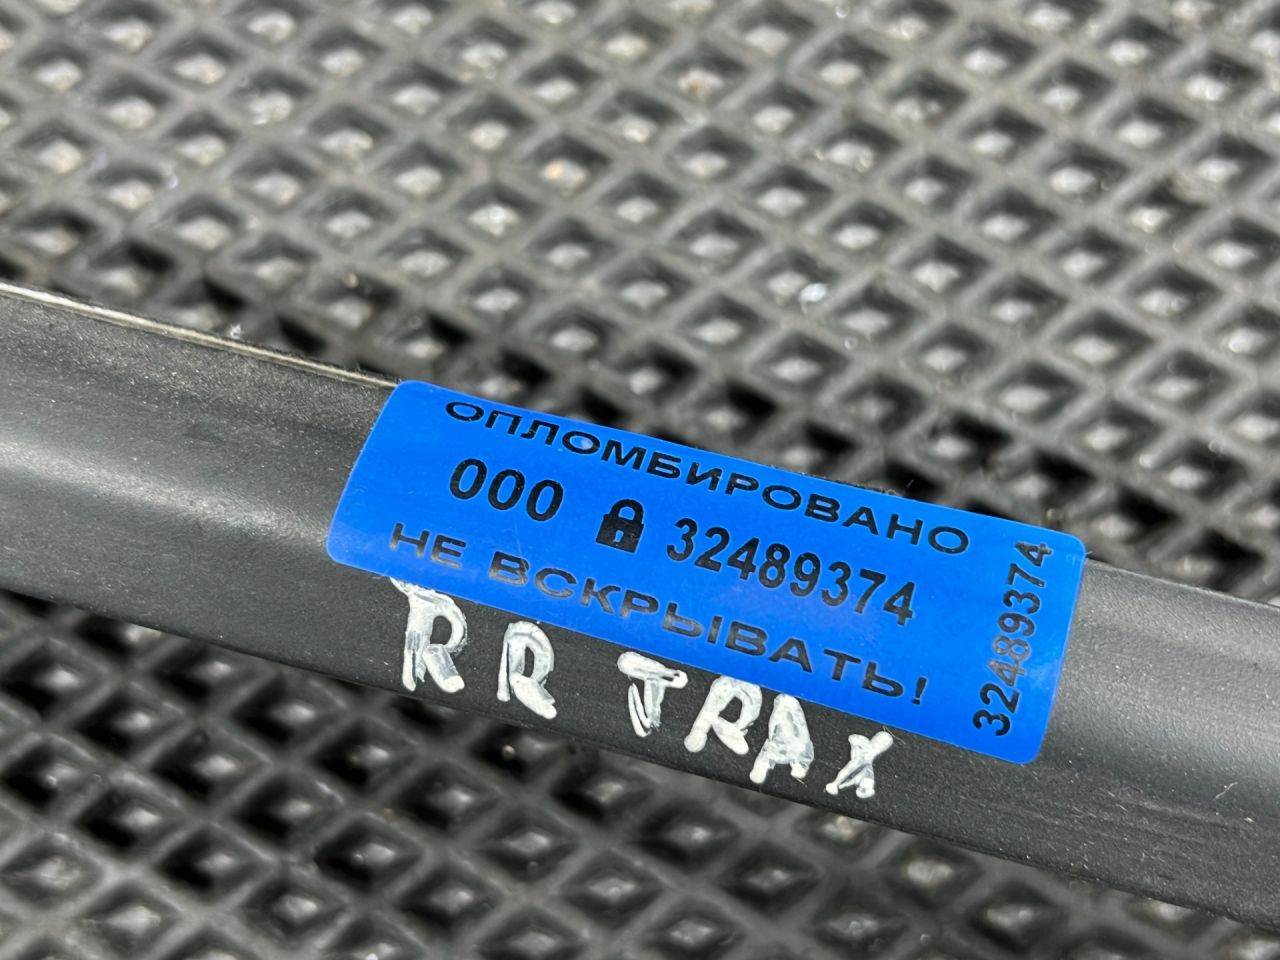 ОПЛОМБИРОВАНО
000 32489374
НЕ ВСКРЫВАТЬ!
32489374
RR TRAX